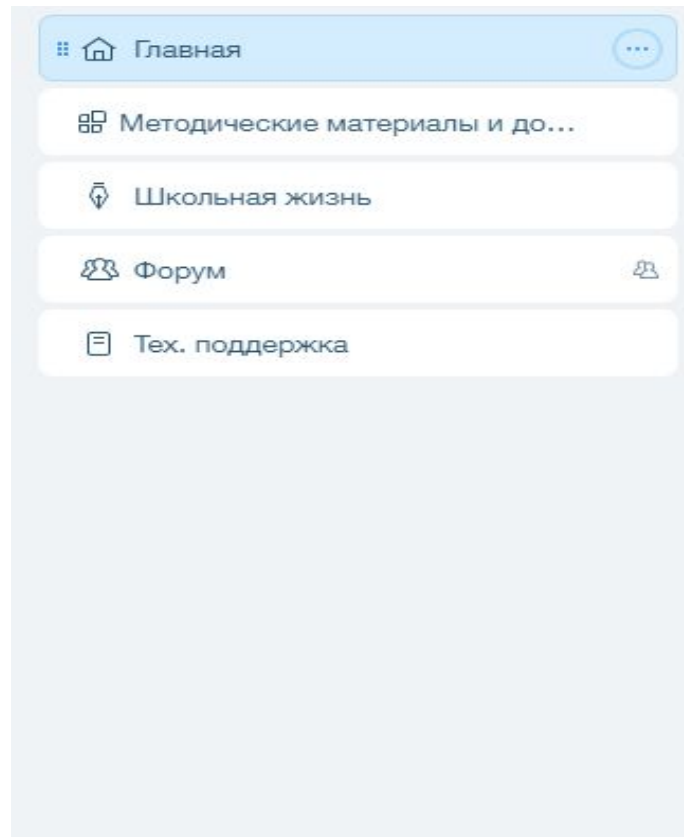 Главная
Методические материалы и до...
Школьная жизнь
Форум
Тех. поддержка